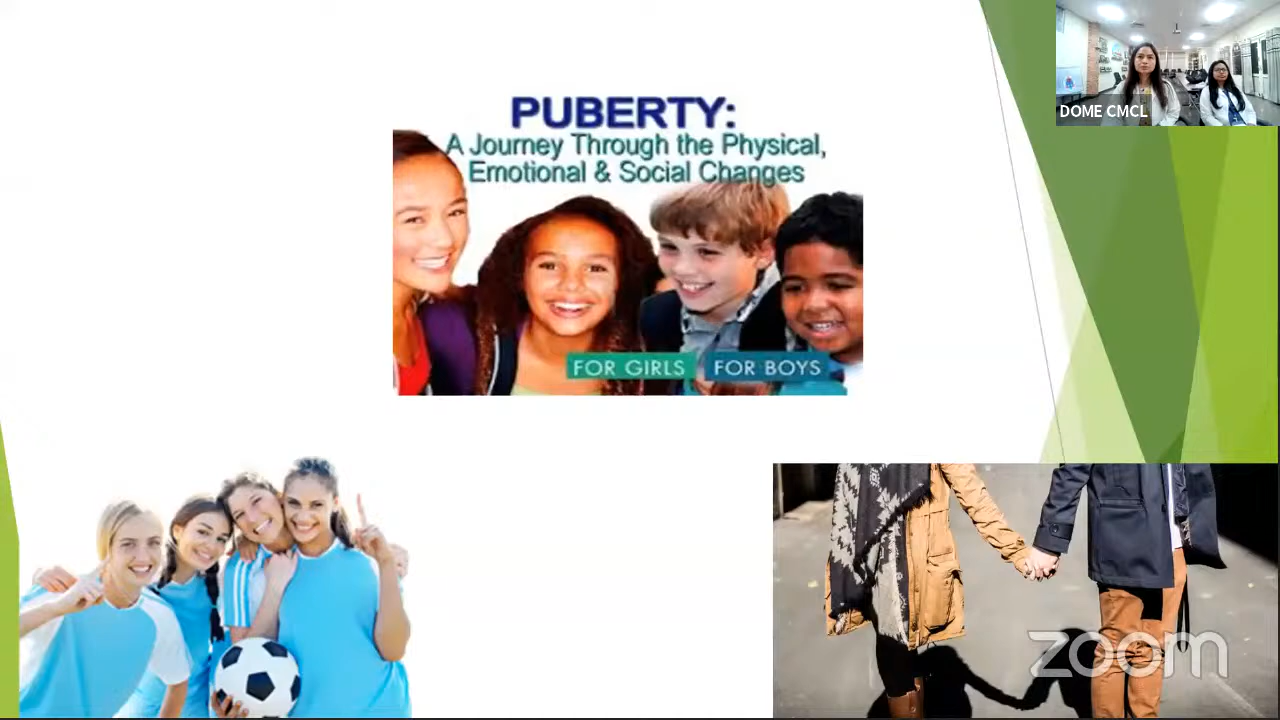 PUBERTY:
A Journey Through the Physical,
Emotional & Social Changes
FOR GIRLS FOR BOYS
DOME CMCL
zoom